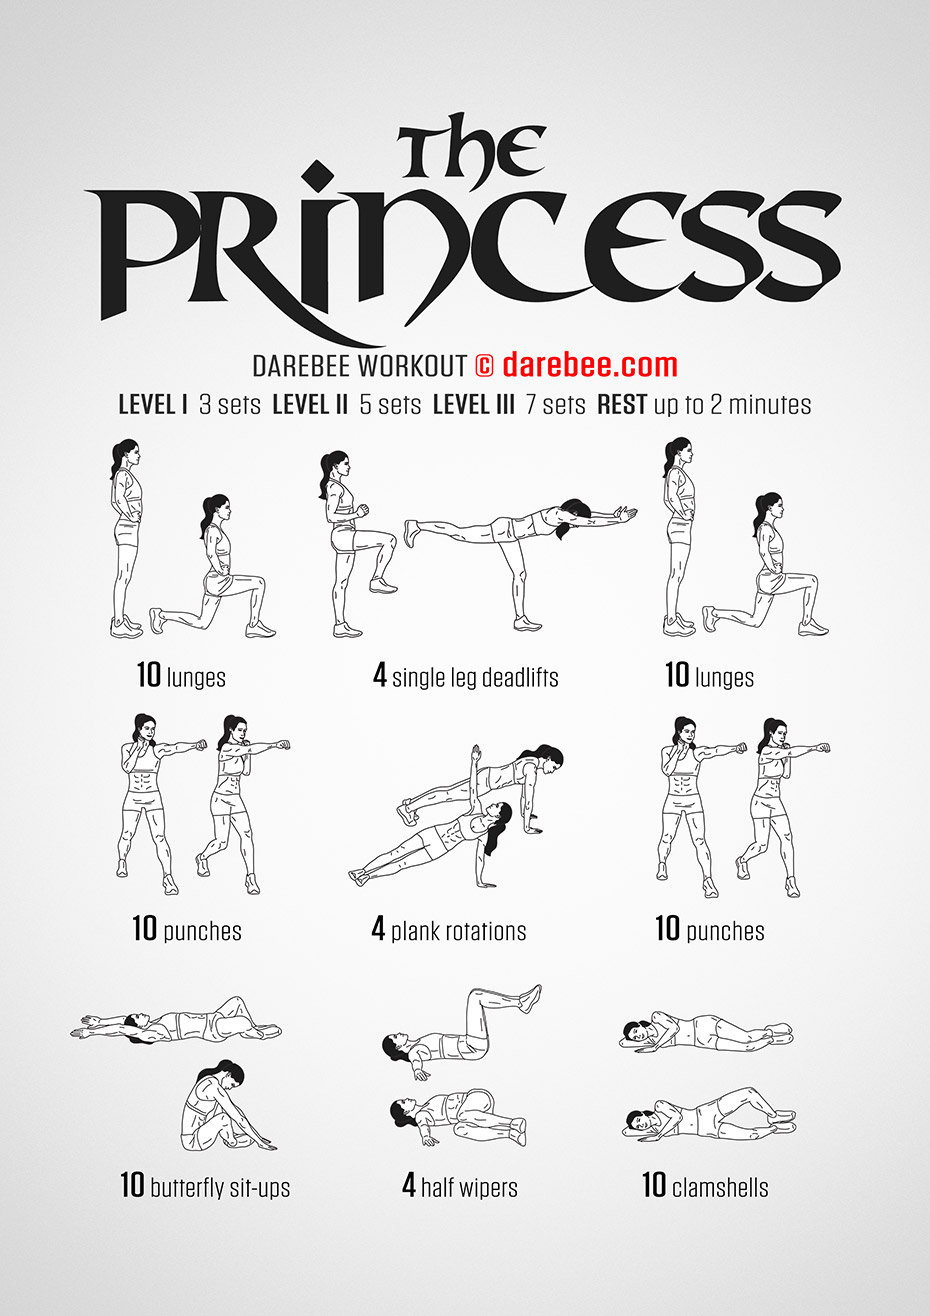 The
PRINCESS
DAREBEE WORKOUT © darebee.com
LEVEL I 3 sets LEVEL II 5 sets LEVEL III 7 sets REST up to 2 minutes
10 lunges
4 single leg deadlifts
10 lunges
10 punches
4 plank rotations
10 punches
10 butterfly sit-ups
4 half wipers
10 clamshells